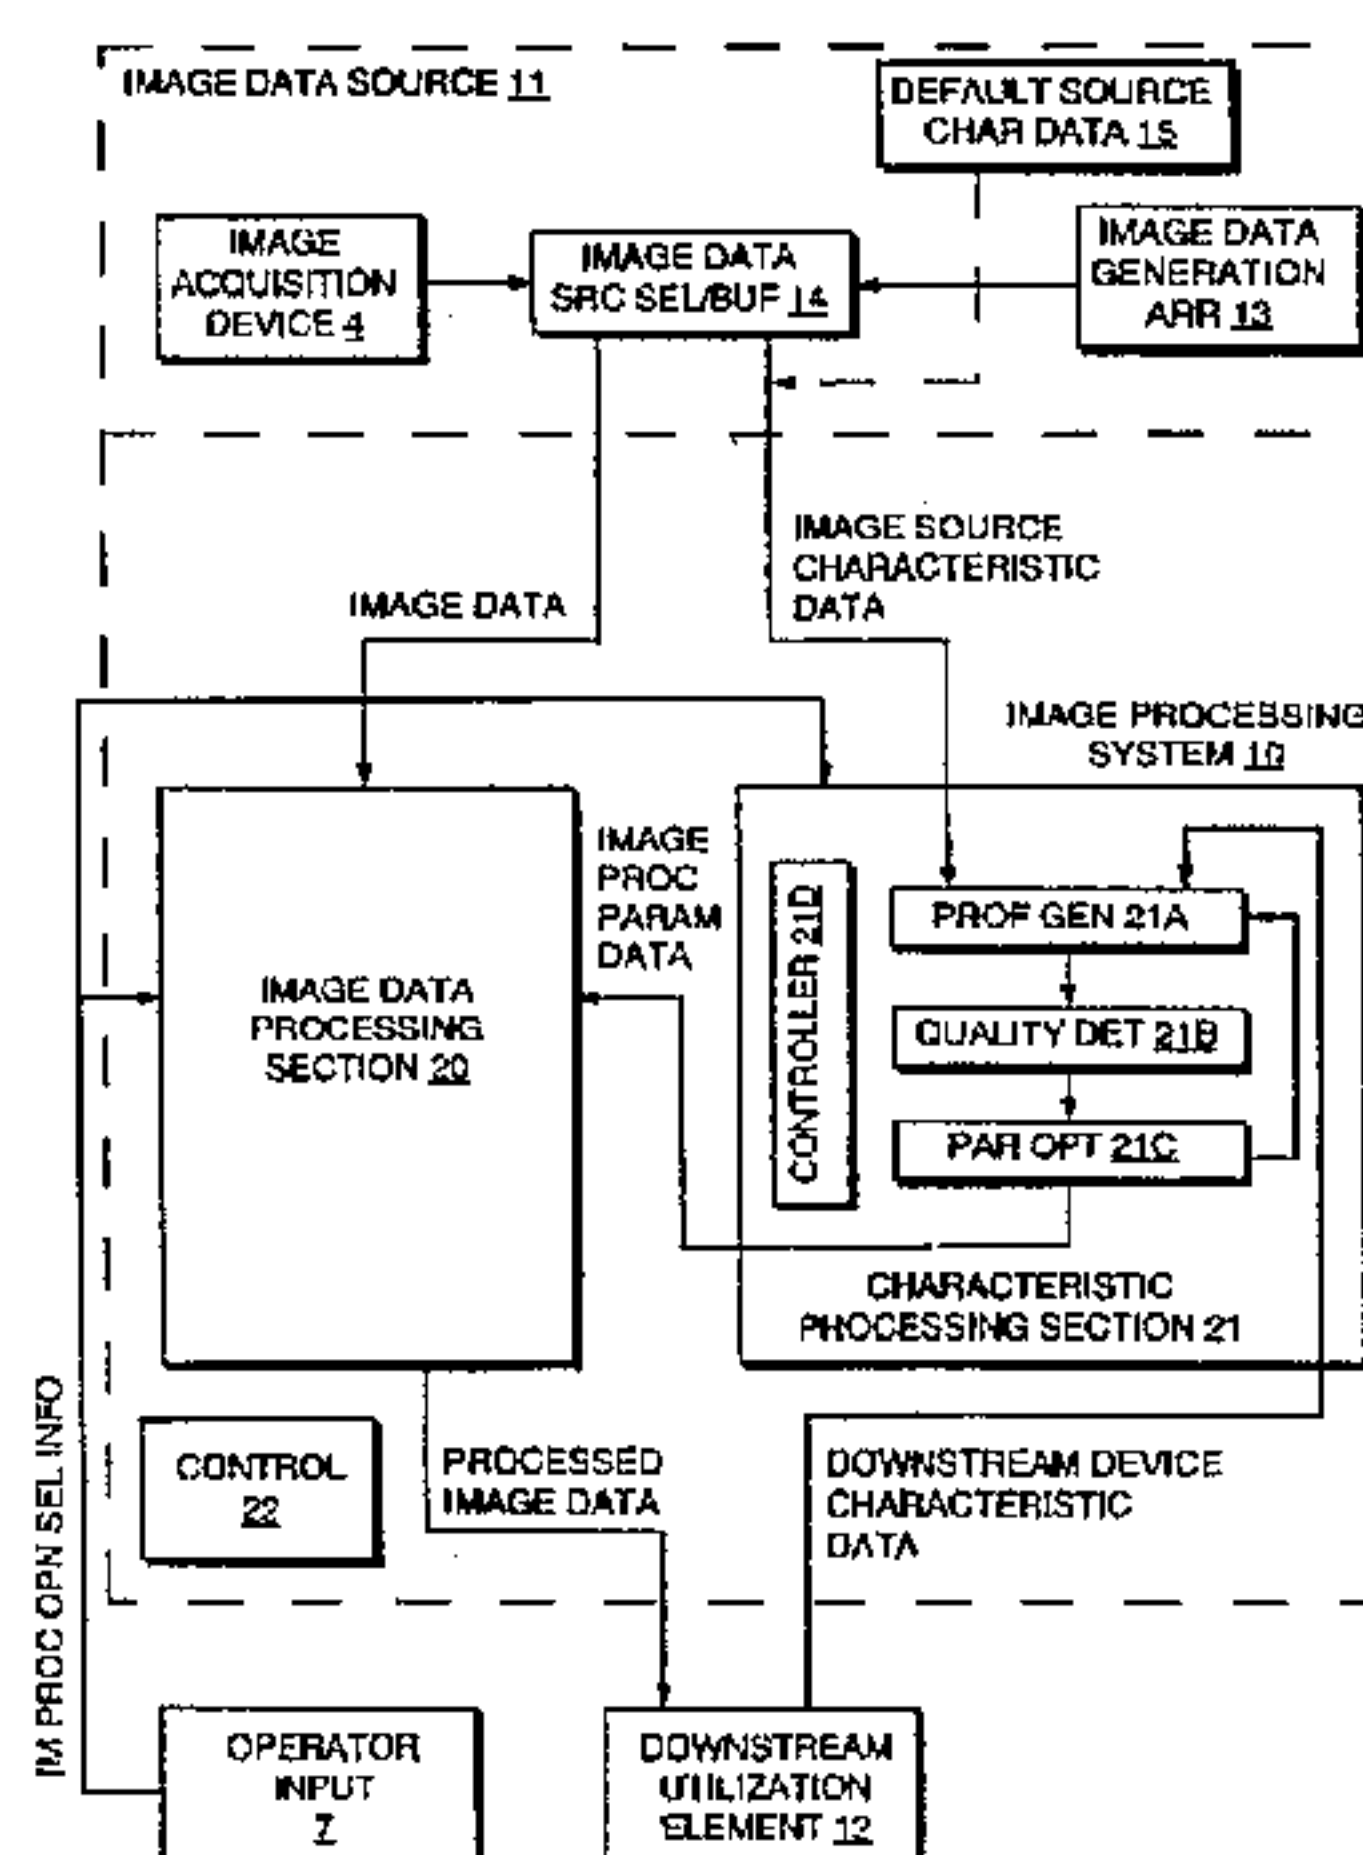 IMAGE DATA SOURCE 11
DEFAULT SOURCE
CHAR DATA 15
IMAGE
ACQUISITION
DEVICE 4
IMAGE DATA
SRC SEL/BUF 14
IMAGE DATA
GENERATION
ARR 13
IMAGE SOURCE
CHARACTERISTIC
DATA
IMAGE DATA
IMAGE PROCESSING
SYSTEM 10
IMAGE
PROC
PARAM
DATA
CONTROLLER 21D
PROF GEN 21A
QUALITY DET 21B
PAR OPT 21C
IMAGE DATA
PROCESSING
SECTION 20
CHARACTERISTIC
PROCESSING SECTION 21
IM PROC OPN SEL INFO
CONTROL
22
PROCESSED
IMAGE DATA
DOWNSTREAM DEVICE
CHARACTERISTIC
DATA
OPERATOR
INPUT
7
DOWNSTREAM
UTILIZATION
ELEMENT 12